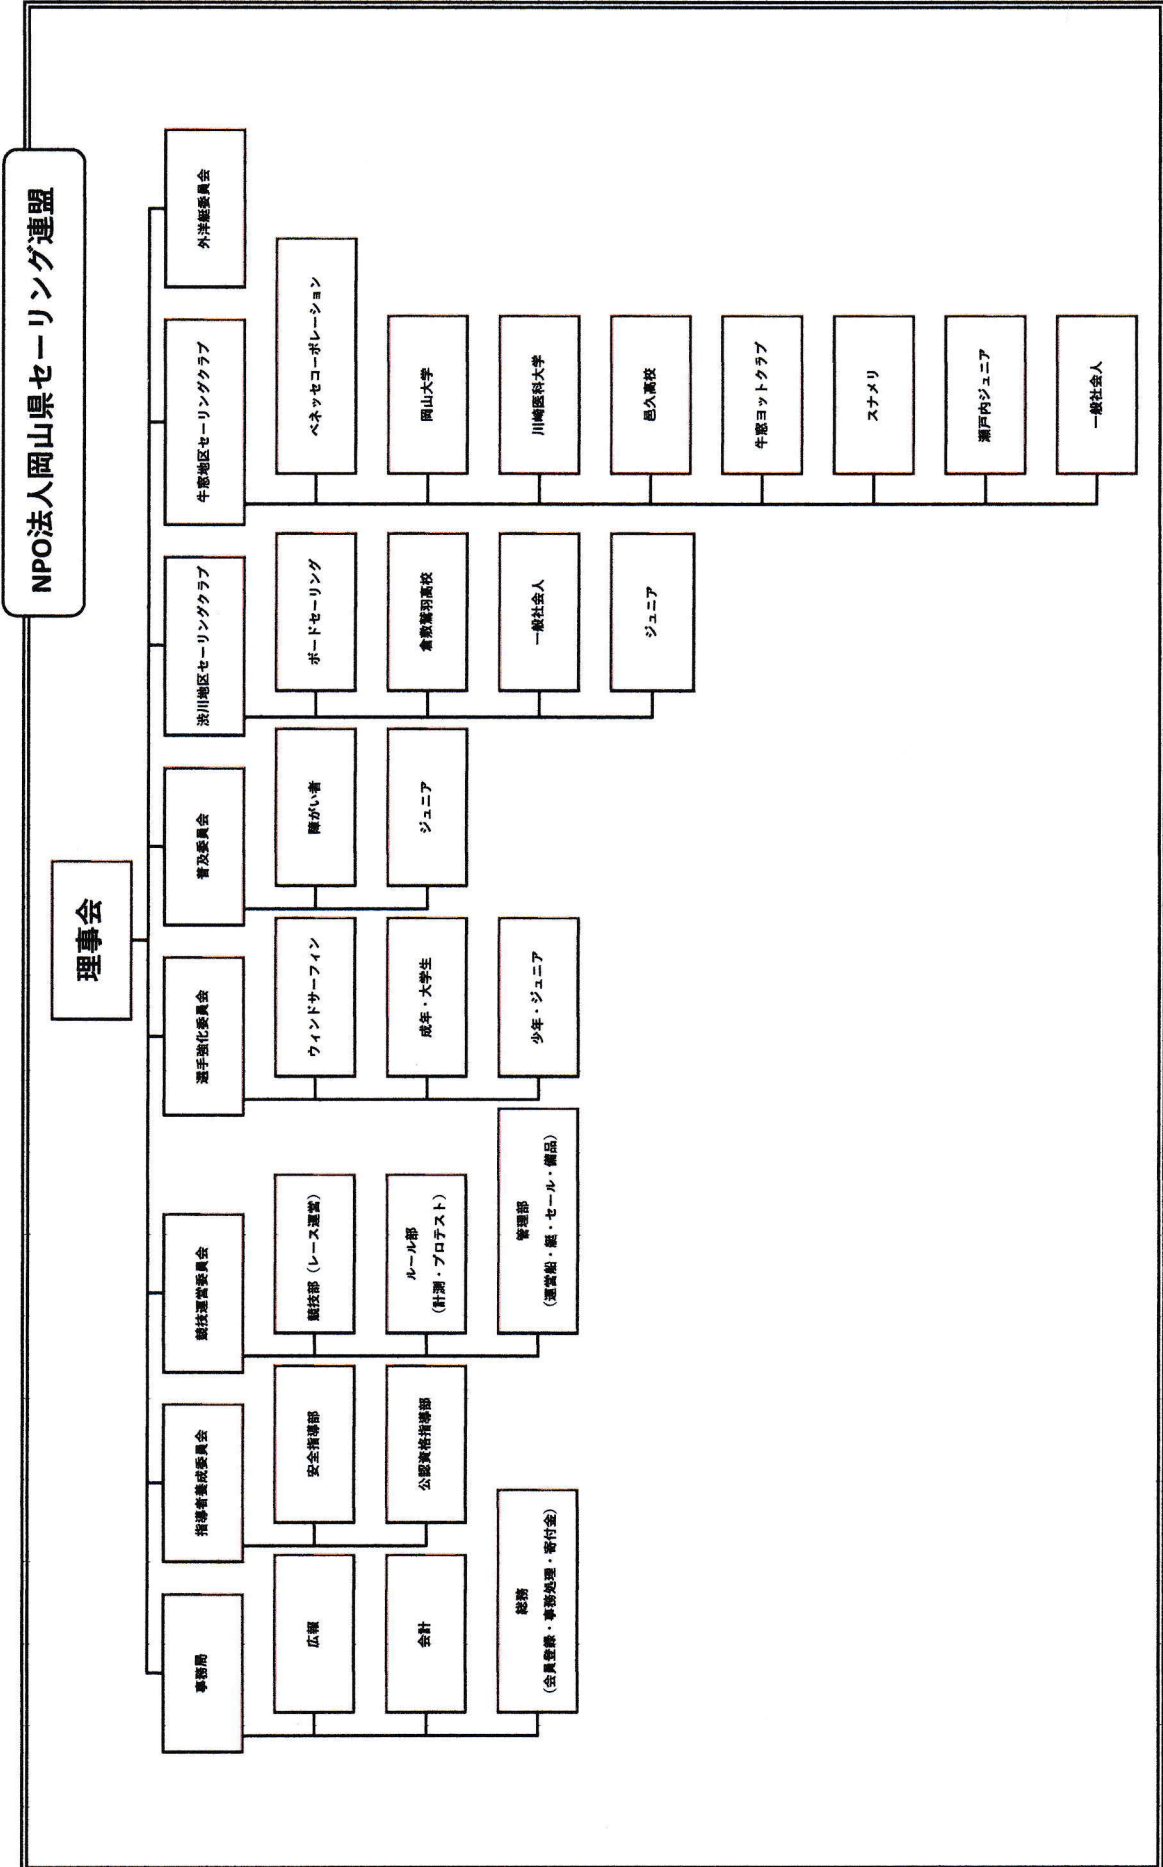 NPO法人岡山県セーリング連盟
理事会
事務局
指導者養成委員会
競技運営委員会
選手強化委員会
普及委員会
渋川地区セーリングクラブ
牛窓地区セーリングクラブ
外洋艇委員会
広報
会計
総務
(会員登録・事務処理・寄付金)
安全指導部
公認資格指導部
競技部(レース運営)
ルール部
(計測・プロテスト)
管理部
(運営船・艇・セール・備品)
ウィンドサーフィン
成年・大学生
少年・ジュニア
障がい者
ジュニア
ボードセーリング
倉敷鷲羽高校
一般社会人
ジュニア
ベネッセコーポレーション
岡山大学
川崎医科大学
邑久高校
牛窓ヨットクラブ
スナメリ
瀬戸内ジュニア
一般社会人